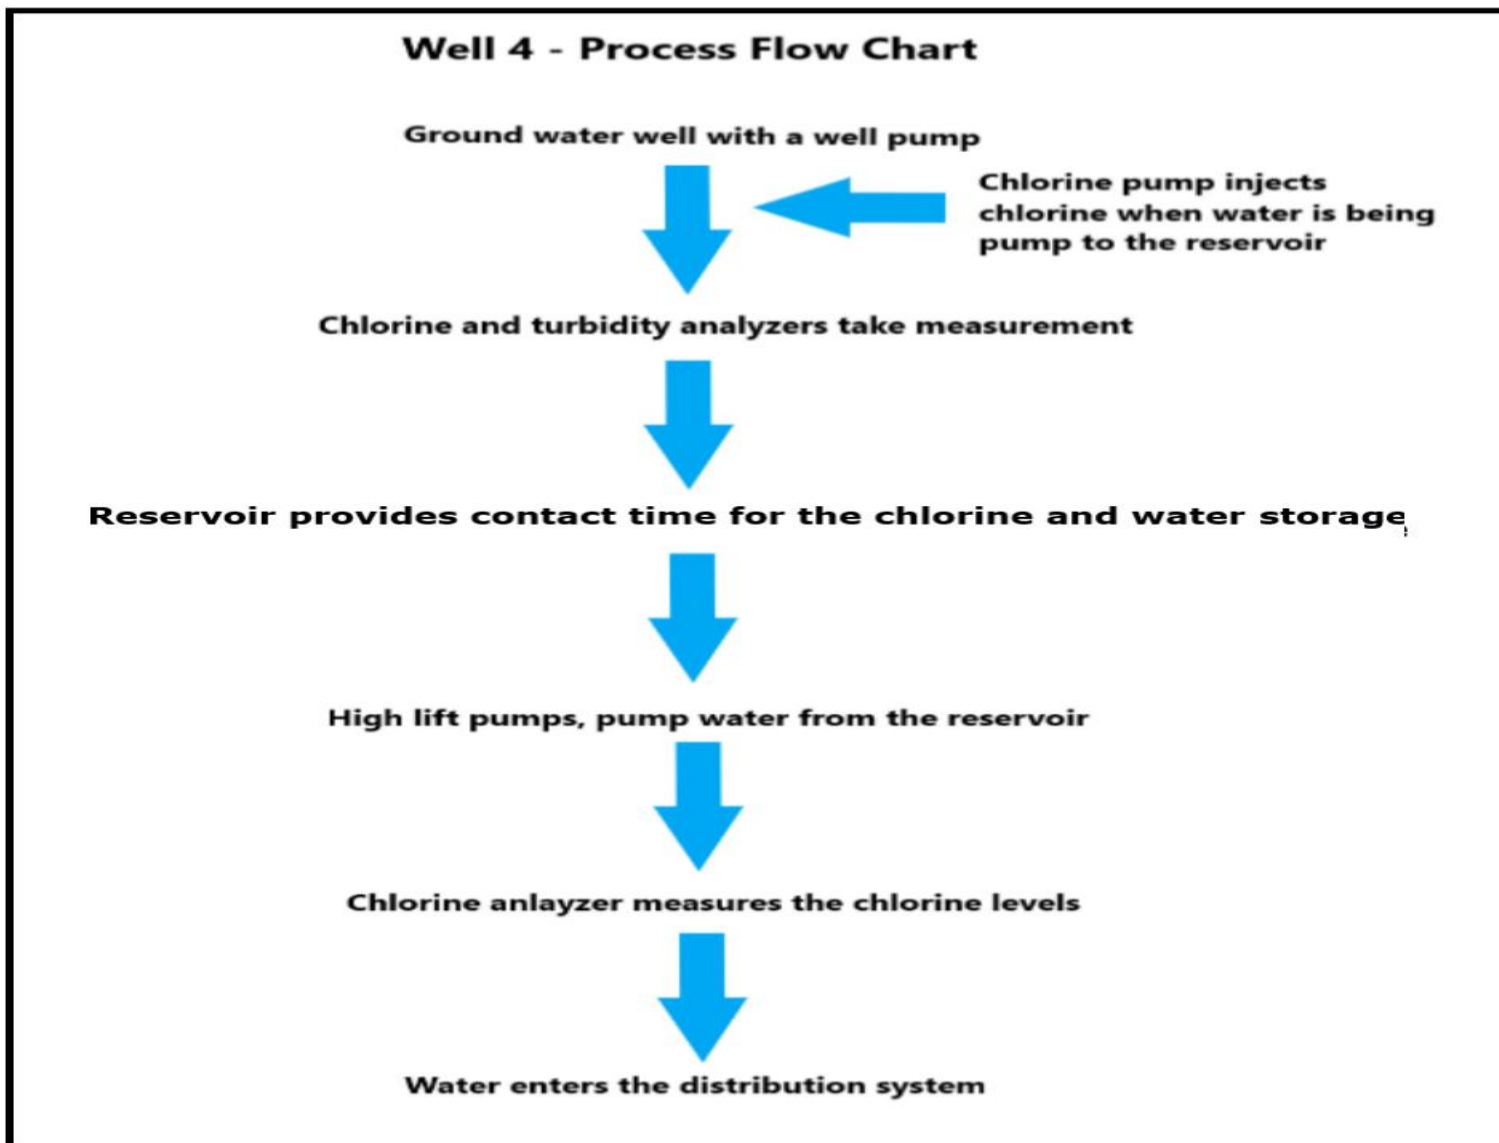 Well 4 - Process Flow Chart
Ground water well with a well pump
Chlorine pump injects
chlorine when water is being
pump to the reservoir
Chlorine and turbidity analyzers take measurement
Reservoir provides contact time for the chlorine and water storage
High lift pumps, pump water from the reservoir
Chlorine anlayzer measures the chlorine levels
Water enters the distribution system